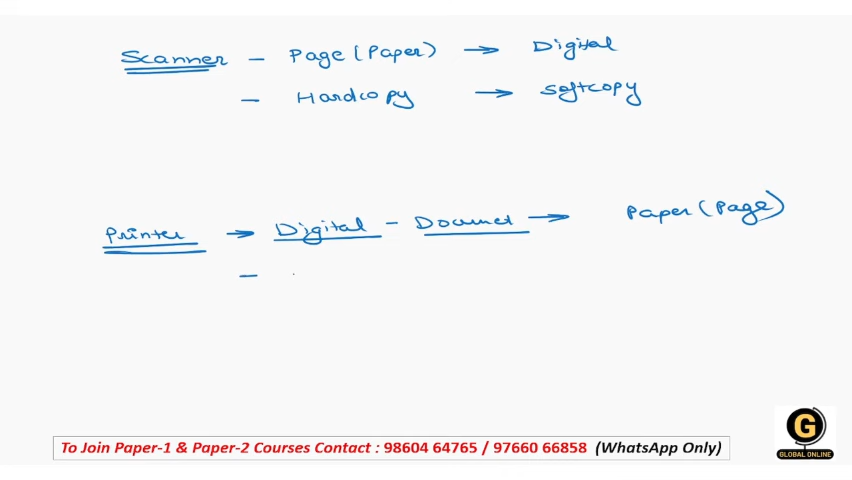 Scanner – Page (Paper) → Digital
– Hardcopy → Softcopy
Printer → Digital – Documet → Paper (Page)
–
To Join Paper-1 & Paper-2 Courses Contact : 98604 64765 / 97660 66858 (WhatsApp Only)
G
GLOBAL ONLINE